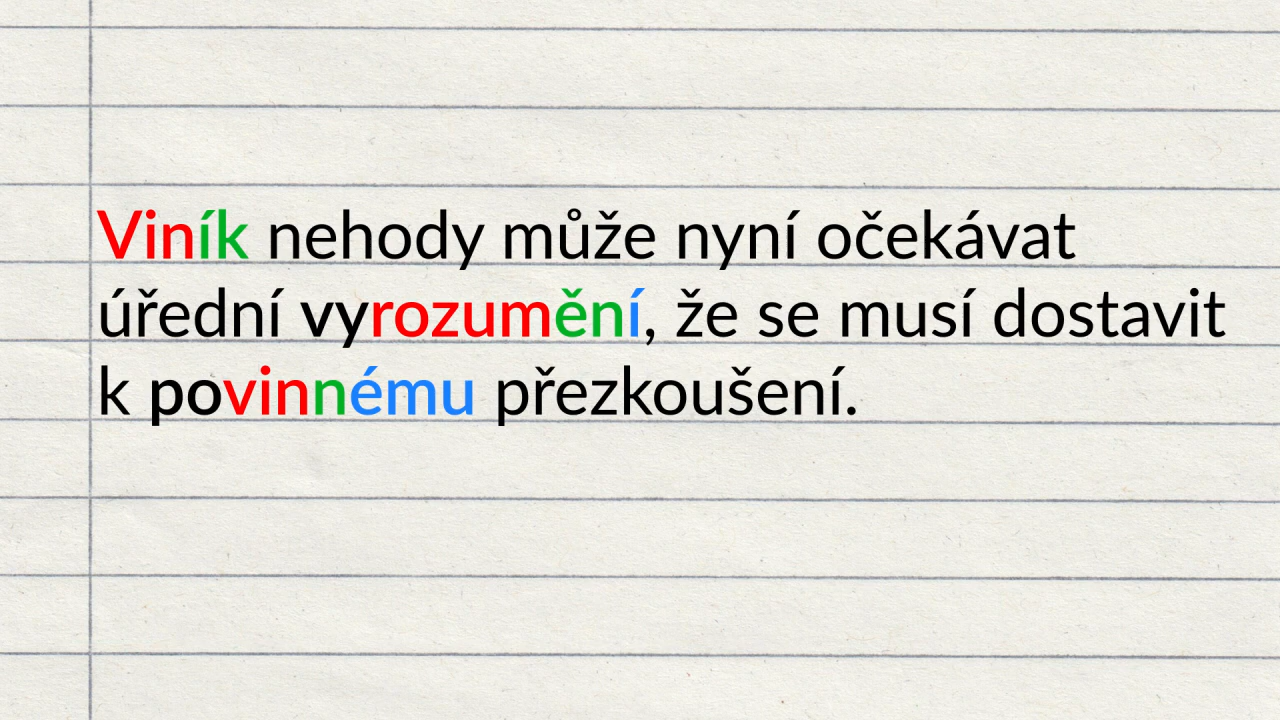 Viník nehody může nyní očekávat
úřední vyrozumění, že se musí dostavit
k povinnému přezkoušení.